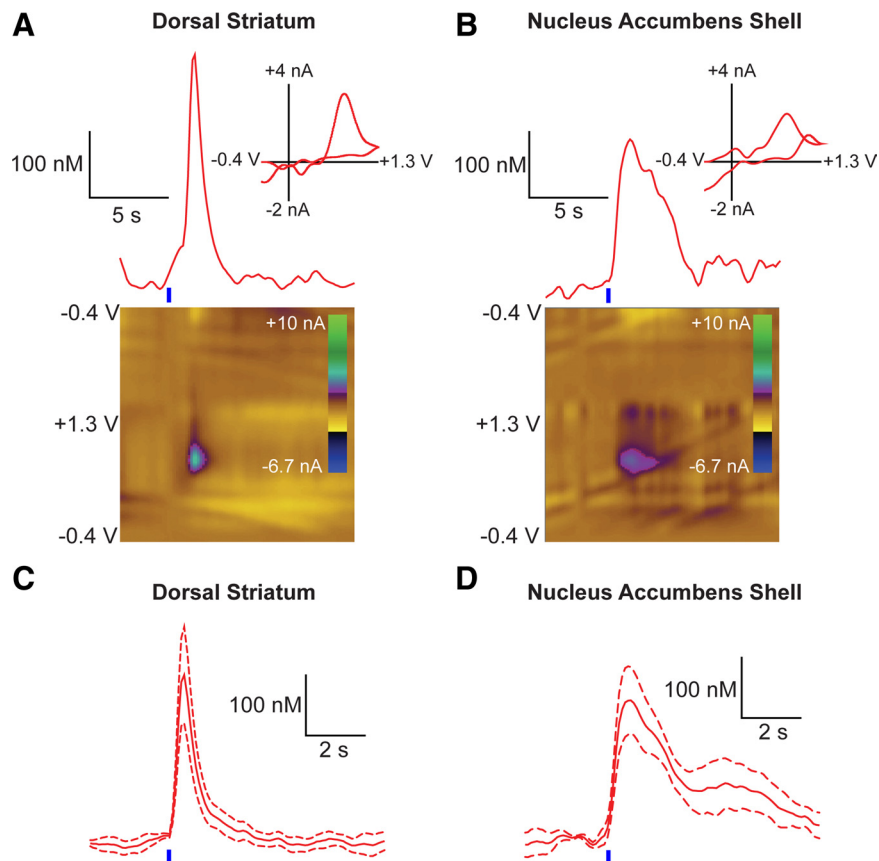 A
Dorsal Striatum
+4 nA
100 nM
-0.4 V
+1.3 V
5 s
-2 nA
-0.4 V
+10 nA
+1.3 V
-6.7 nA
-0.4 V
B
Nucleus Accumbens Shell
+4 nA
100 nM
-0.4 V
+1.3 V
5 s
-2 nA
-0.4 V
+10 nA
+1.3 V
-6.7 nA
-0.4 V
C
Dorsal Striatum
100 nM
2 s
D
Nucleus Accumbens Shell
100 nM
2 s